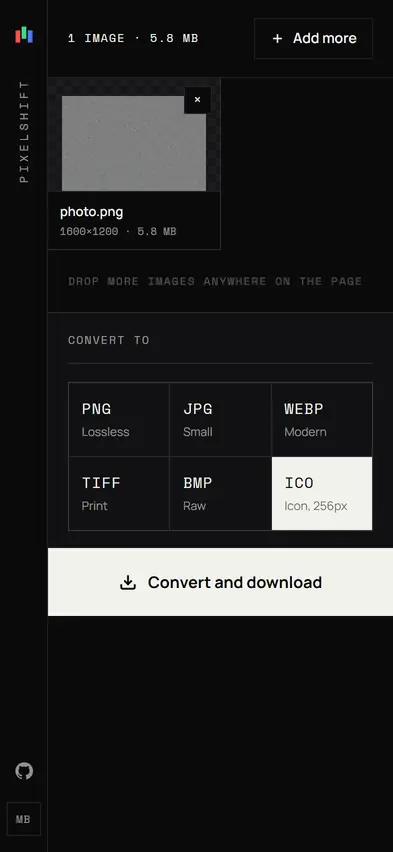 1 IMAGE · 5.8 MB
+ Add more
PIXELSHIFT
×
photo.png
1600×1200 · 5.8 MB
DROP MORE IMAGES ANYWHERE ON THE PAGE
CONVERT TO
PNG
Lossless
JPG
Small
WEBP
Modern
TIFF
Print
BMP
Raw
ICO
Icon, 256px
Convert and download
MB